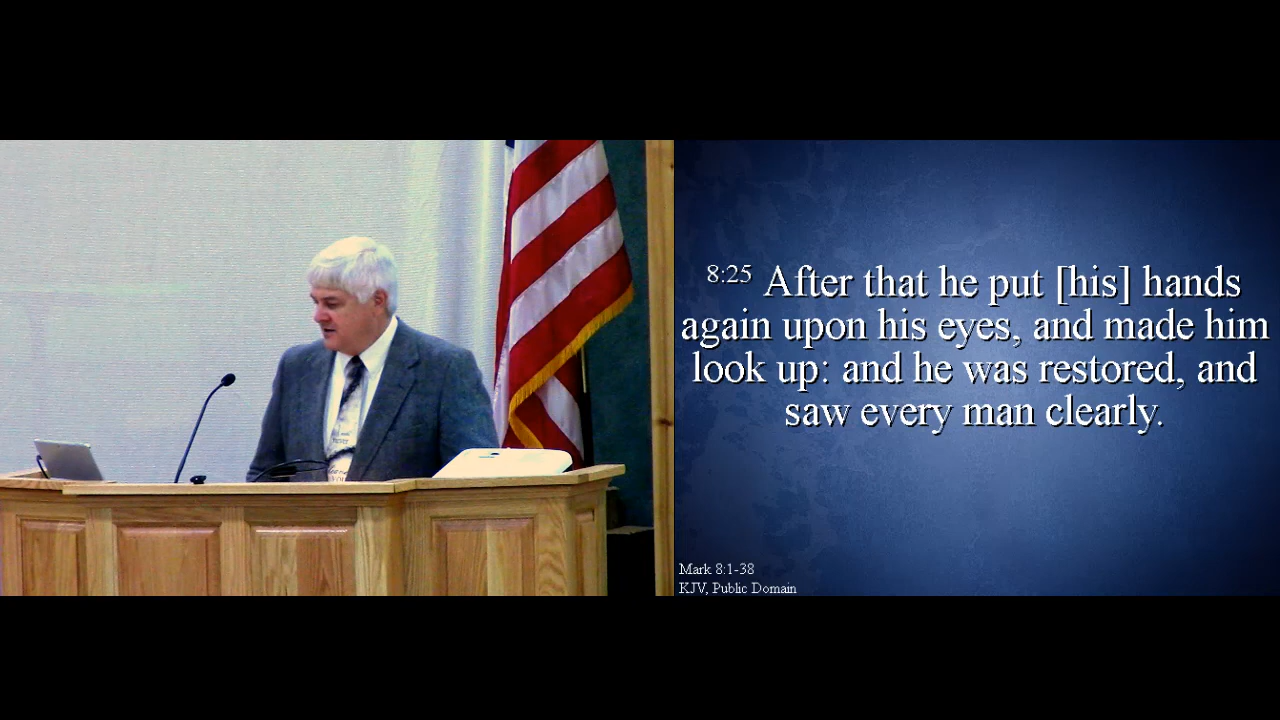 8:25 After that he put [his] hands
again upon his eyes, and made him
look up: and he was restored, and
saw every man clearly.
Mark 8:1-38
KJV, Public Domain